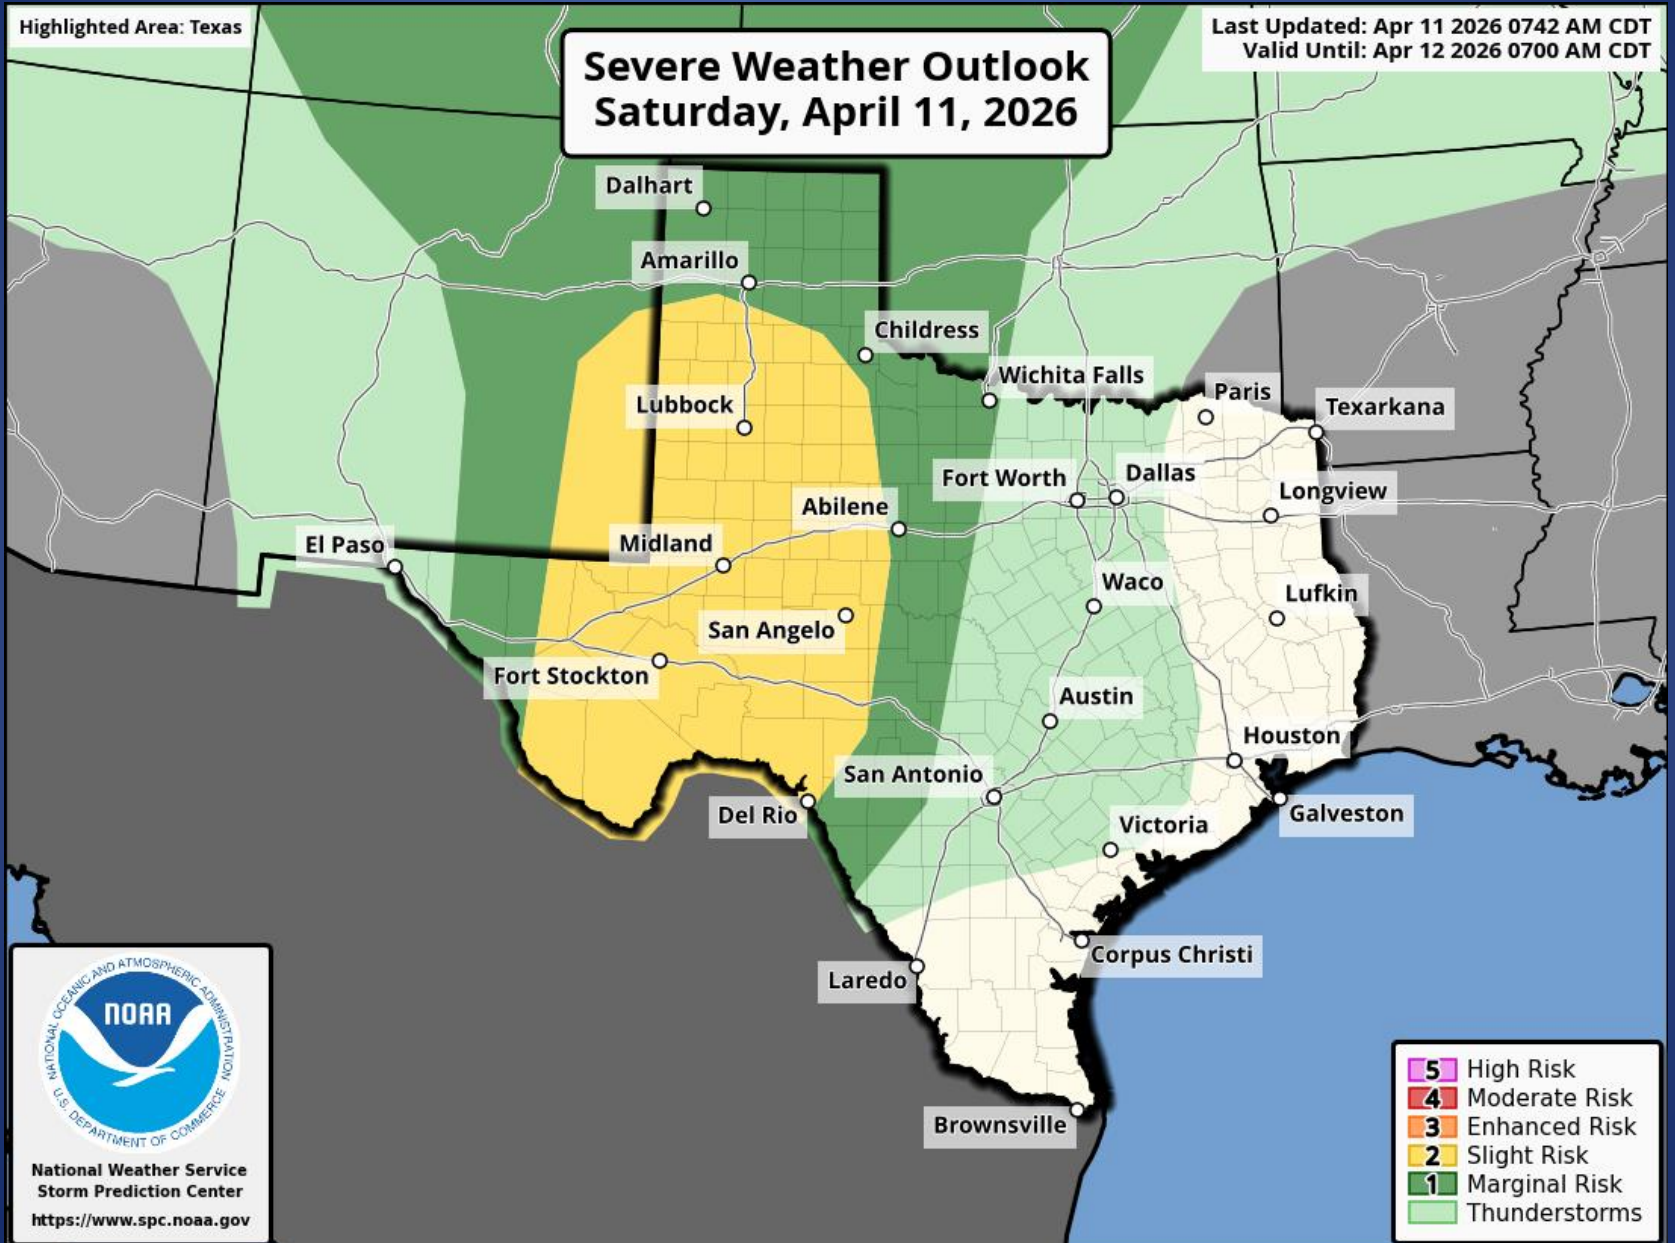 Highlighted Area: Texas
Severe Weather Outlook
Saturday, April 11, 2026
Last Updated: Apr 11 2026 0742 AM CDT
Valid Until: Apr 12 2026 0700 AM CDT
Dalhart
Amarillo
Childress
Wichita Falls
Paris
Texarkana
Lubbock
Fort Worth
Dallas
Longview
Abilene
El Paso
Midland
Waco
Lufkin
San Angelo
Fort Stockton
Austin
Houston
San Antonio
Del Rio
Galveston
Victoria
Corpus Christi
Laredo
Brownsville
NATIONAL OCEANIC AND ATMOSPHERIC ADMINISTRATION
NOAA
U.S. DEPARTMENT OF COMMERCE
National Weather Service
Storm Prediction Center
https://www.spc.noaa.gov
5 High Risk
4 Moderate Risk
3 Enhanced Risk
2 Slight Risk
1 Marginal Risk
Thunderstorms